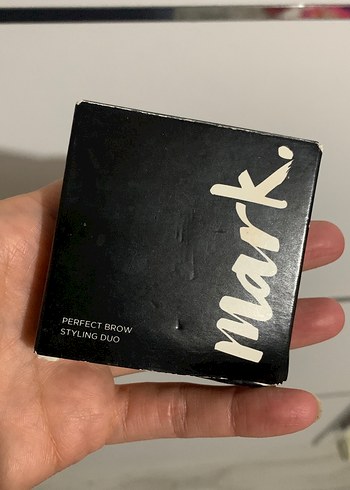 mark.
PERFECT BROW
STYLING DUO